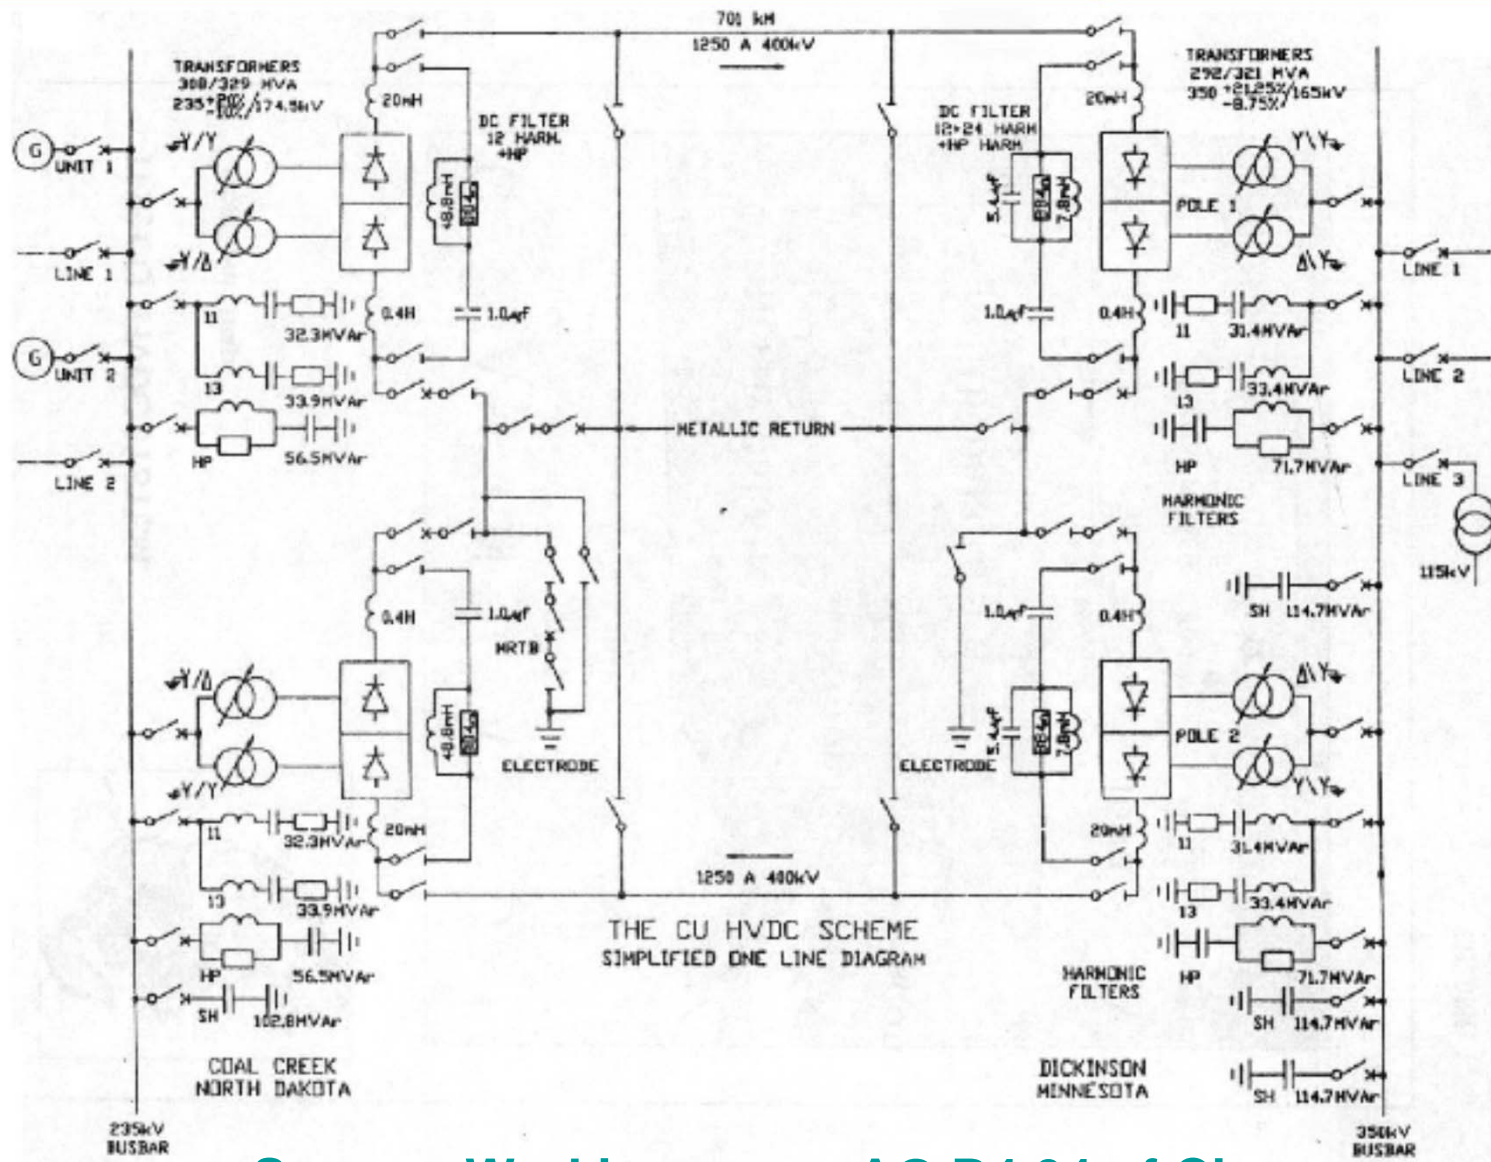 701 kM
1250 A 400kV
TRANSFORMERS
308/329 MVA
235 +20%/-10%/174.5kV
20mH
DC FILTER
12 HARM.
+HP
DC FILTER
12+24 HARM
+HP HARM
20mH
TRANSFORMERS
292/321 MVA
350 +21.25%/-8.75%/165kV
G
UNIT 1
Y/Y
48.8mH
5.4µF
7.8mH
POLE 1
Y\Y
Y/Δ
Δ\Y
LINE 1
LINE 1
11
32.3MVAr
0.4H
1.0µF
1.0µF
0.4H
11
31.4MVAr
G
UNIT 2
13
33.9MVAr
13
33.4MVAr
LINE 2
HP
56.5MVAr
METALLIC RETURN
HP
71.7MVAr
LINE 2
LINE 3
HARMONIC
FILTERS
115kV
0.4H
1.0µF
MRTB
1.0µF
0.4H
SH
114.7MVAr
Y/Δ
48.8mH
5.4µF
7.8mH
POLE 2
Δ\Y
Y/Y
ELECTRODE
ELECTRODE
Y\Y
11
32.3MVAr
20mH
20mH
11
31.4MVAr
13
33.9MVAr
1250 A 400kV
13
33.4MVAr
THE CU HVDC SCHEME
SIMPLIFIED ONE LINE DIAGRAM
HP
56.5MVAr
HARMONIC
FILTERS
HP
71.7MVAr
SH
102.8MVAr
SH
114.7MVAr
COAL CREEK
NORTH DAKOTA
DICKINSON
MINNESOTA
SH
114.7MVAr
235kV
BUSBAR
350kV
BUSBAR